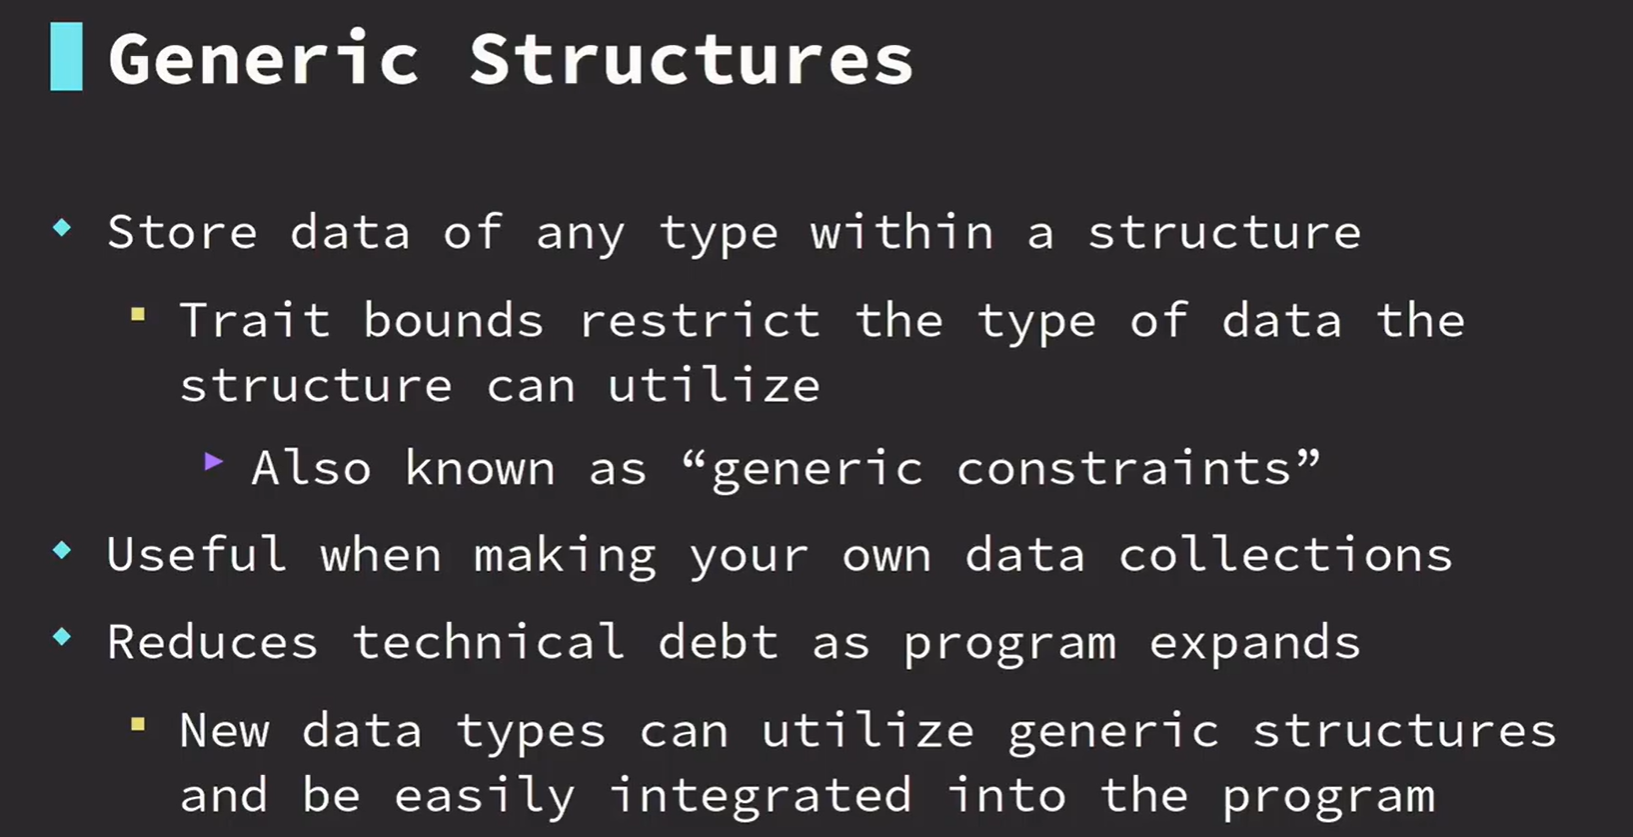 Generic Structures
Store data of any type within a structure
Trait bounds restrict the type of data the
structure can utilize
Also known as “generic constraints”
Useful when making your own data collections
Reduces technical debt as program expands
New data types can utilize generic structures
and be easily integrated into the program